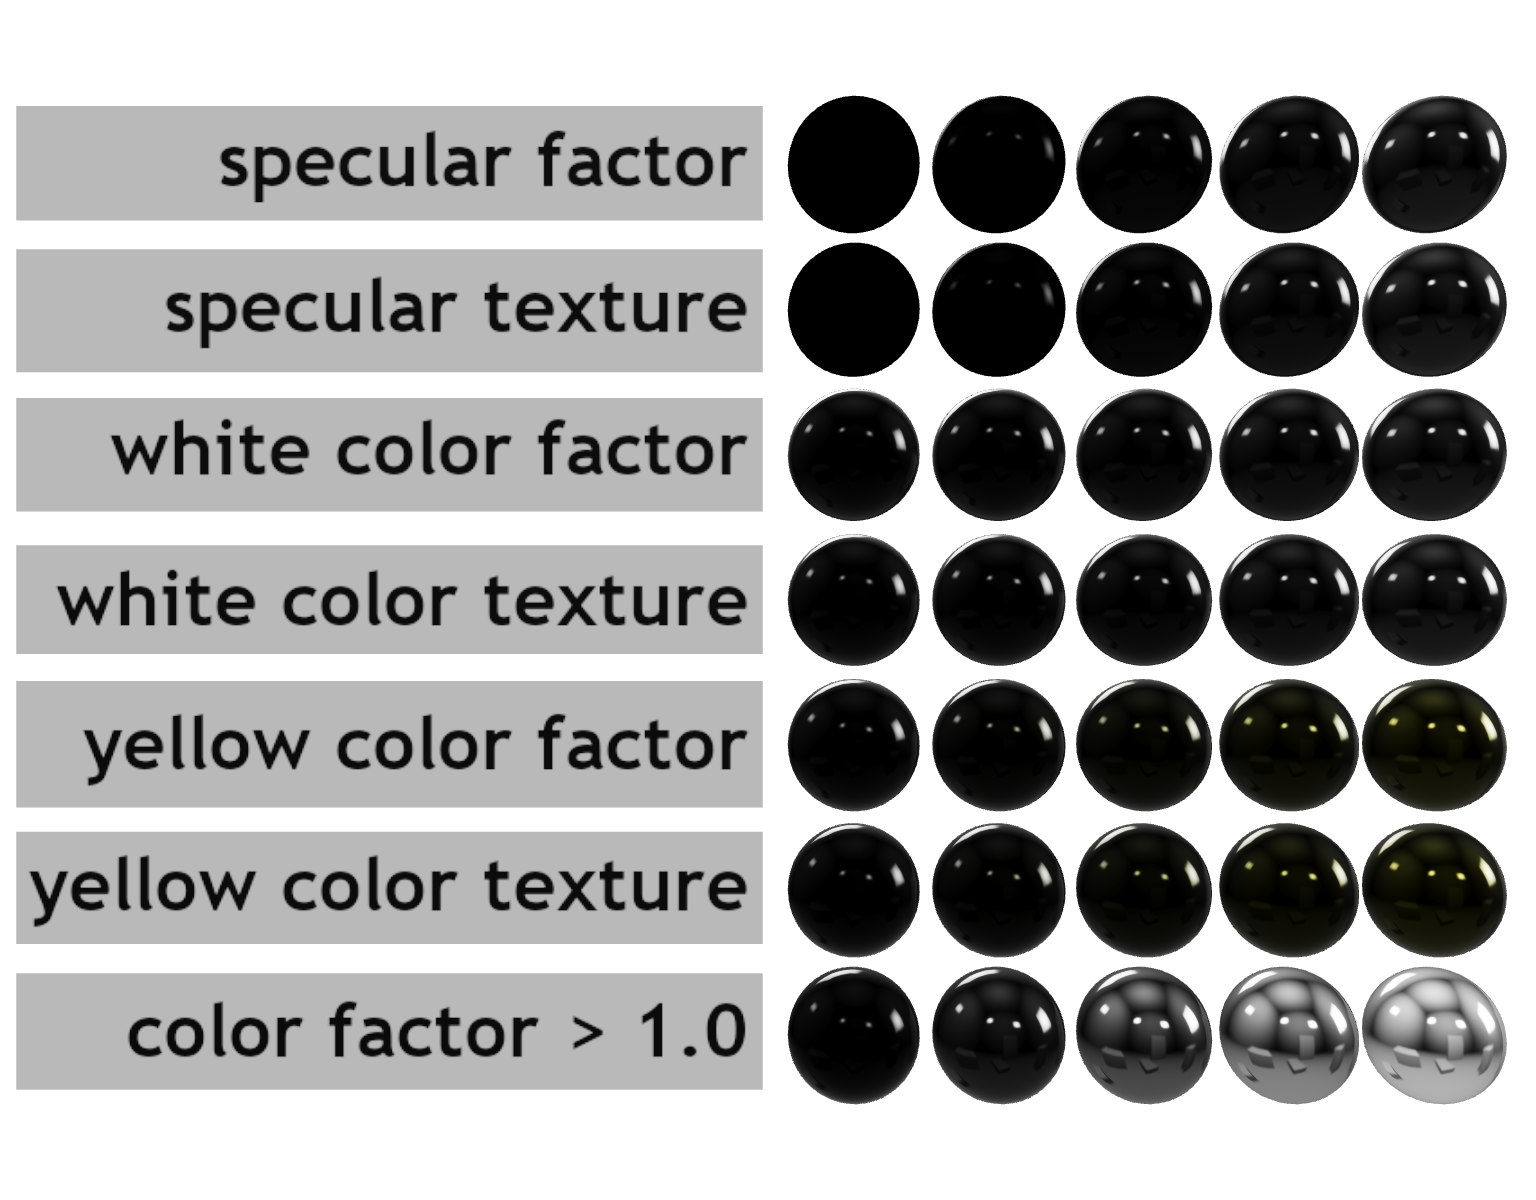 specular factor
specular texture
white color factor
white color texture
yellow color factor
yellow color texture
color factor > 1.0